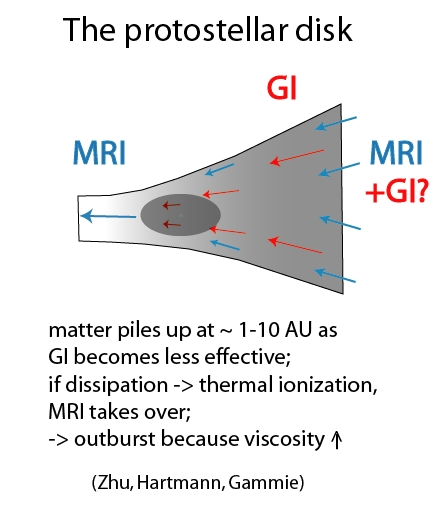 The protostellar disk
GI
MRI
MRI
+GI?
matter piles up at ~ 1-10 AU as
GI becomes less effective;
if dissipation -> thermal ionization,
MRI takes over;
-> outburst because viscosity ↑
(Zhu, Hartmann, Gammie)